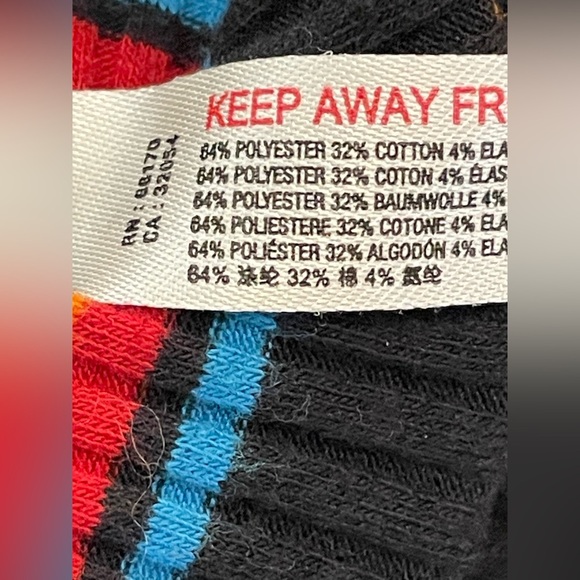 KEEP AWAY FR
64% POLYESTER 32% COTTON 4% ELA
64% POLYESTER 32% COTON 4% ÉLAS
64% POLYESTER 32% BAUMWOLLE 4%
64% POLIESTERE 32% COTONE 4% ELA
64% POLIÉSTER 32% ALGODÓN 4% ELA
64% 涤纶 32% 棉 4% 氨纶
RN : 60170
CA : 32054